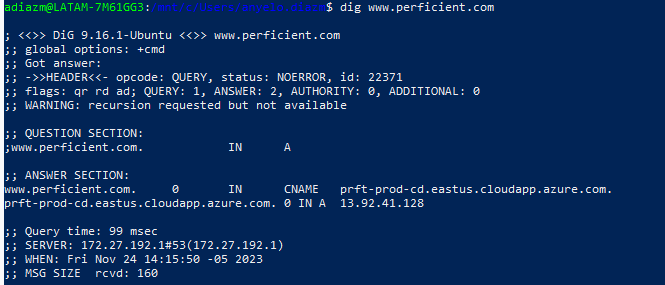 adiazm@LATAM-7M61GG3: $ dig www.perficient.com
; <<>> DiG 9.16.1-Ubuntu <<>> www.perficient.com
;; global options: +cmd
;; Got answer:
;; ->>HEADER<<- opcode: QUERY, status: NOERROR, id: 22371
;; flags: qr rd ad; QUERY: 1, ANSWER: 2, AUTHORITY: 0, ADDITIONAL: 0
;; WARNING: recursion requested but not available
;; QUESTION SECTION:
;www.perficient.com. IN A
;; ANSWER SECTION:
www.perficient.com. 0 IN CNAME prft-prod-cd.eastus.cloudapp.azure.com.
prft-prod-cd.eastus.cloudapp.azure.com. 0 IN A 13.92.41.128
;; Query time: 99 msec
;; SERVER: 172.27.192.1#53(172.27.192.1)
;; WHEN: Fri Nov 24 14:15:50 -05 2023
;; MSG SIZE rcvd: 160